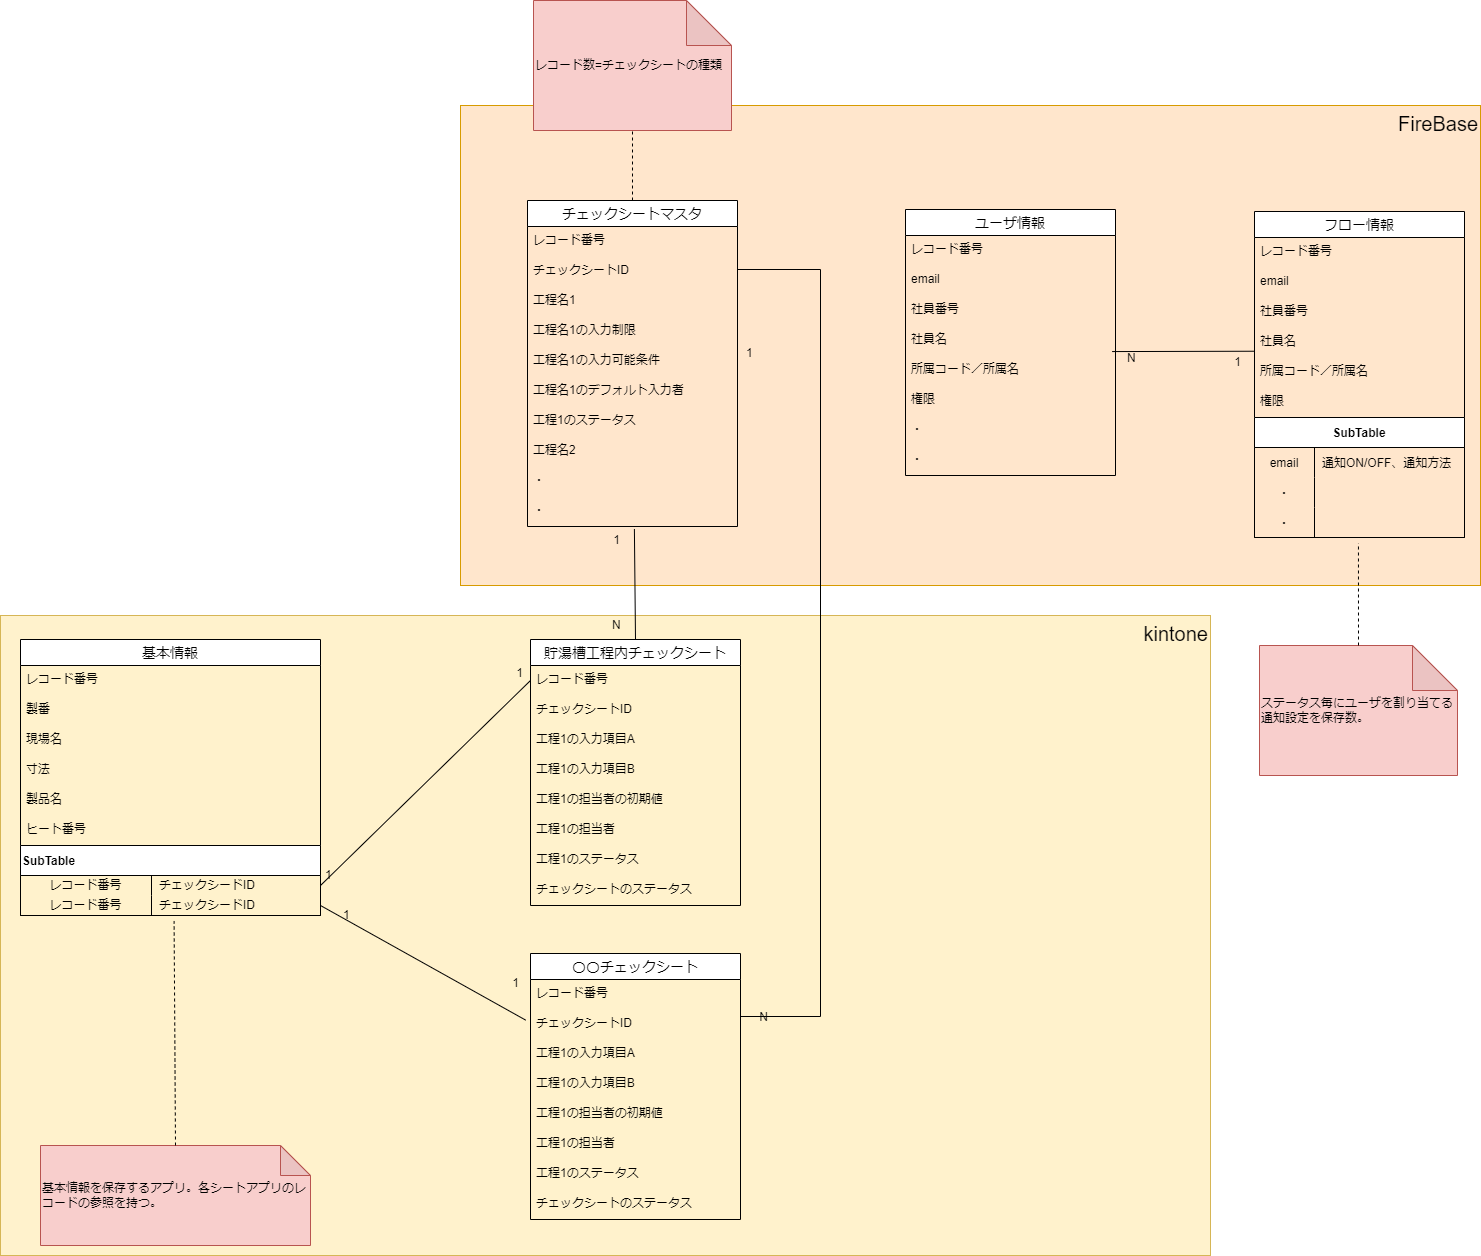 レコード数=チェックシートの種類
FireBase
チェックシートマスタ
レコード番号
チェックシートID
工程名1
工程名1の入力制限
工程名1の入力可能条件
工程名1のデフォルト入力者
工程1のステータス
工程名2
・
・
1
1
N
ユーザ情報
レコード番号
email
社員番号
社員名
所属コード／所属名
権限
・
・
N
1
フロー情報
レコード番号
email
社員番号
社員名
所属コード／所属名
権限
SubTable
email 通知ON/OFF、通知方法
・
・
ステータス毎にユーザを割り当てる
通知設定を保存数。
kintone
基本情報
レコード番号
製番
現場名
寸法
製品名
ヒート番号
SubTable
レコード番号 チェックシードID
レコード番号 チェックシードID
1
1
1
1
貯湯槽工程内チェックシート
レコード番号
チェックシートID
工程1の入力項目A
工程1の入力項目B
工程1の担当者の初期値
工程1の担当者
工程1のステータス
チェックシートのステータス
〇〇チェックシート
レコード番号
チェックシートID
工程1の入力項目A
工程1の入力項目B
工程1の担当者の初期値
工程1の担当者
工程1のステータス
チェックシートのステータス
N
基本情報を保存するアプリ。各シートアプリのレ
コードの参照を持つ。